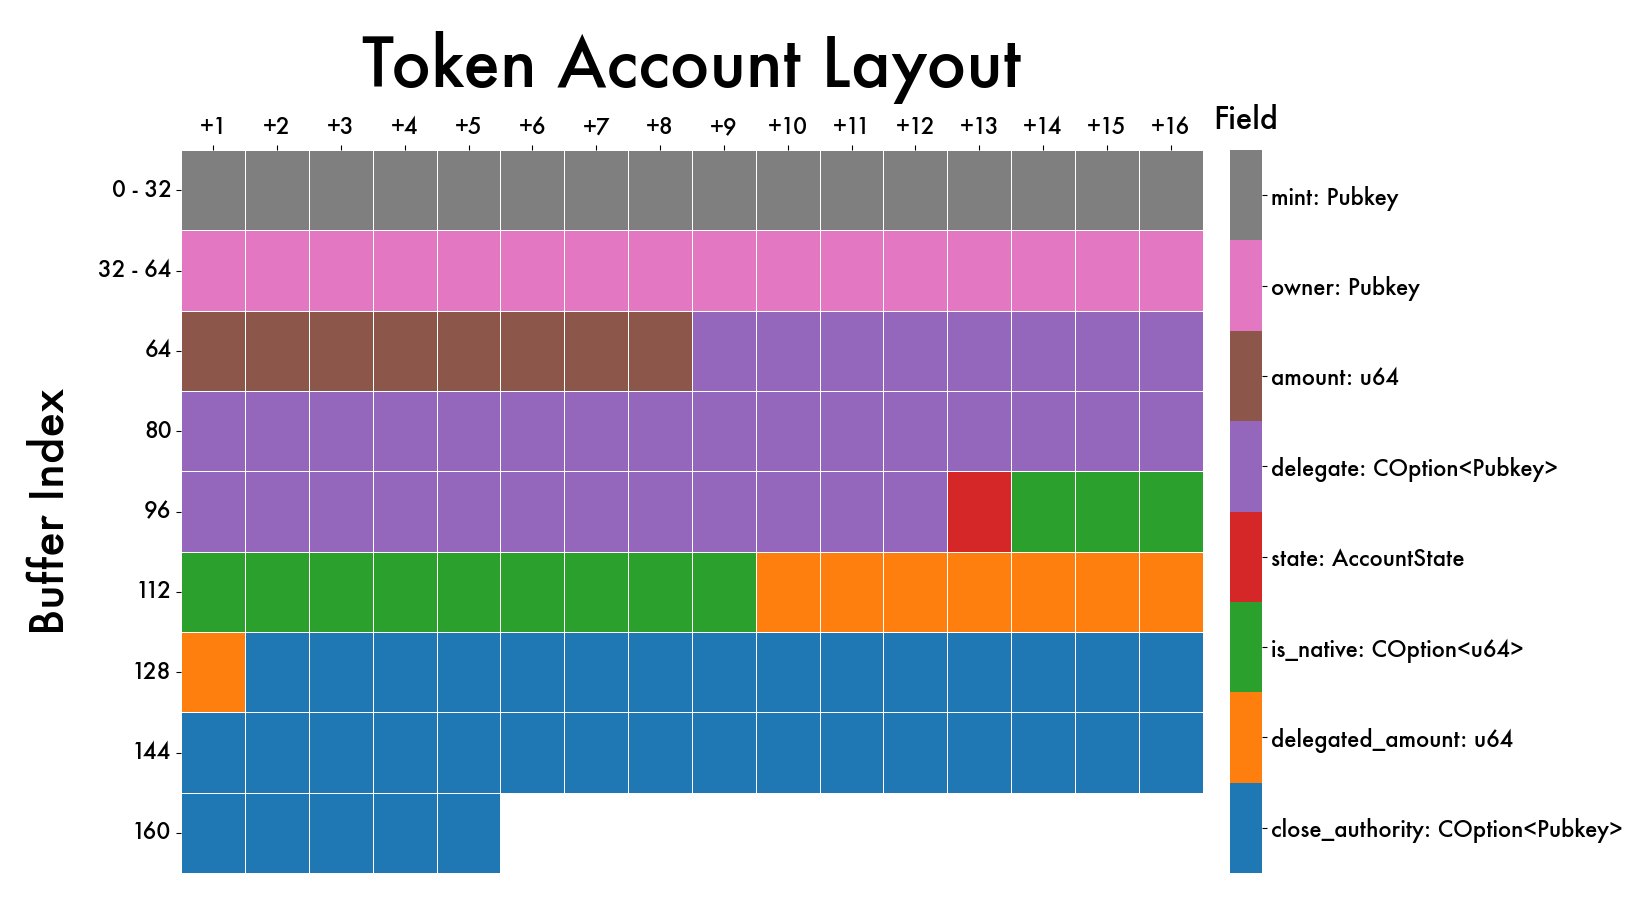 Token Account Layout
+1 +2 +3 +4 +5 +6 +7 +8 +9 +10 +11 +12 +13 +14 +15 +16
Field
Buffer Index
0 - 32
32 - 64
64
80
96
112
128
144
160
mint: Pubkey
owner: Pubkey
amount: u64
delegate: COption<Pubkey>
state: AccountState
is_native: COption<u64>
delegated_amount: u64
close_authority: COption<Pubkey>